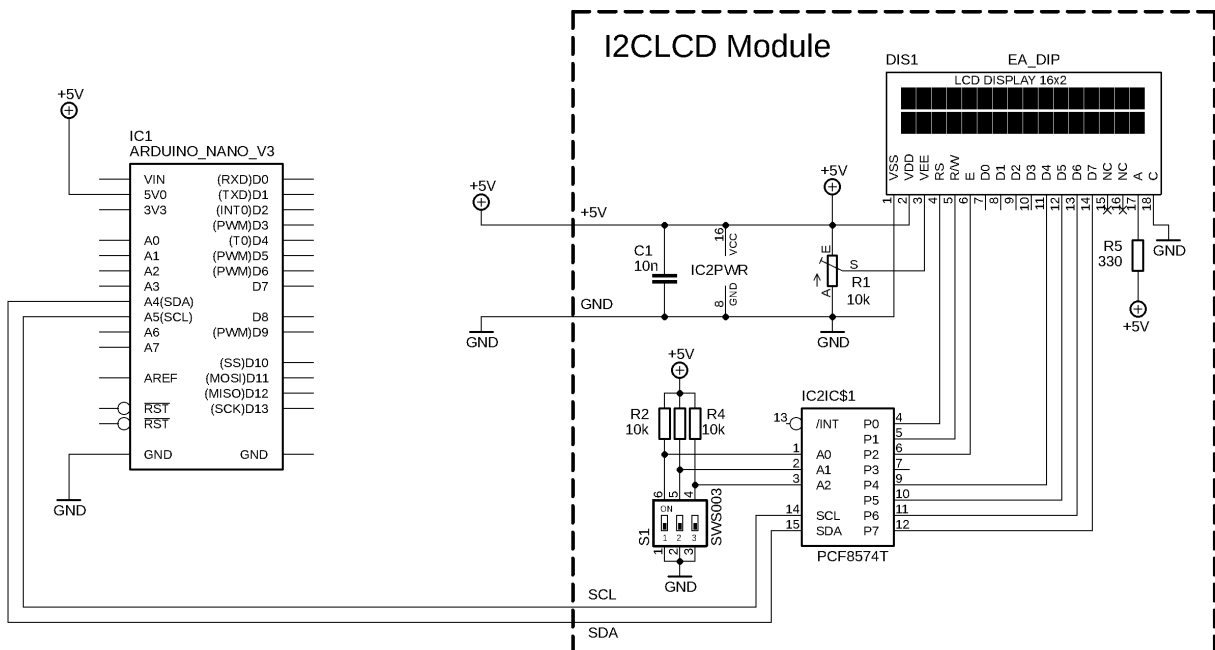 I2CLCD Module
DIS1 EA_DIP
LCD DISPLAY 16x2
VSS VDD VEE RS R/W E D0 D1 D2 D3 D4 D5 D6 D7 NC NC A C
1 2 3 4 5 6 7 8 9 10 11 12 13 14 15 16 17 18
+5V
IC1
ARDUINO_NANO_V3
VIN (RXD)D0
5V0 (TXD)D1
3V3 (INT0)D2
(PWM)D3
A0 (T0)D4
A1 (PWM)D5
A2 (PWM)D6
A3 D7
A4(SDA)
A5(SCL) D8
A6 (PWM)D9
A7
(SS)D10
AREF (MOSI)D11
(MISO)D12
RST (SCK)D13
RST
GND GND
GND
+5V
+5V
GND
GND
C1
10n
16
VCC
IC2PWR
8
GND
+5V
E
S
A
R1
10k
GND
R5
330
+5V
GND
+5V
R2 R4
10k 10k
6 5 4
ON
1 2 3
S1
SWS003
1 2 3
GND
IC2IC$1
13 /INT P0 4
P1 5
1 A0 P2 6
2 A1 P3 7
3 A2 P4 9
P5 10
14 SCL P6 11
15 SDA P7 12
PCF8574T
SCL
SDA